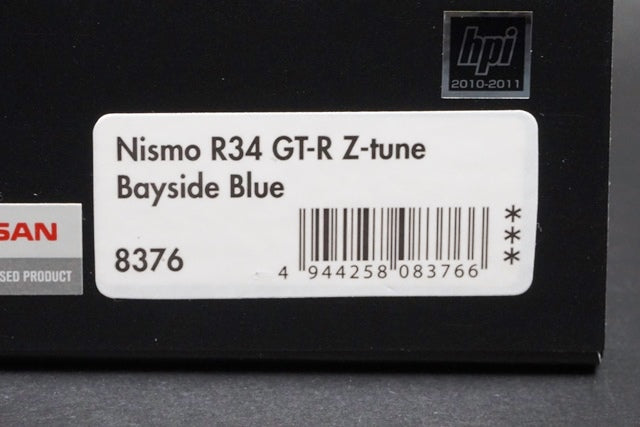 hpi
2010-2011
Nismo R34 GT-R Z-tune
Bayside Blue
8376
4 944258 083766
***
SAN
SED PRODUCT